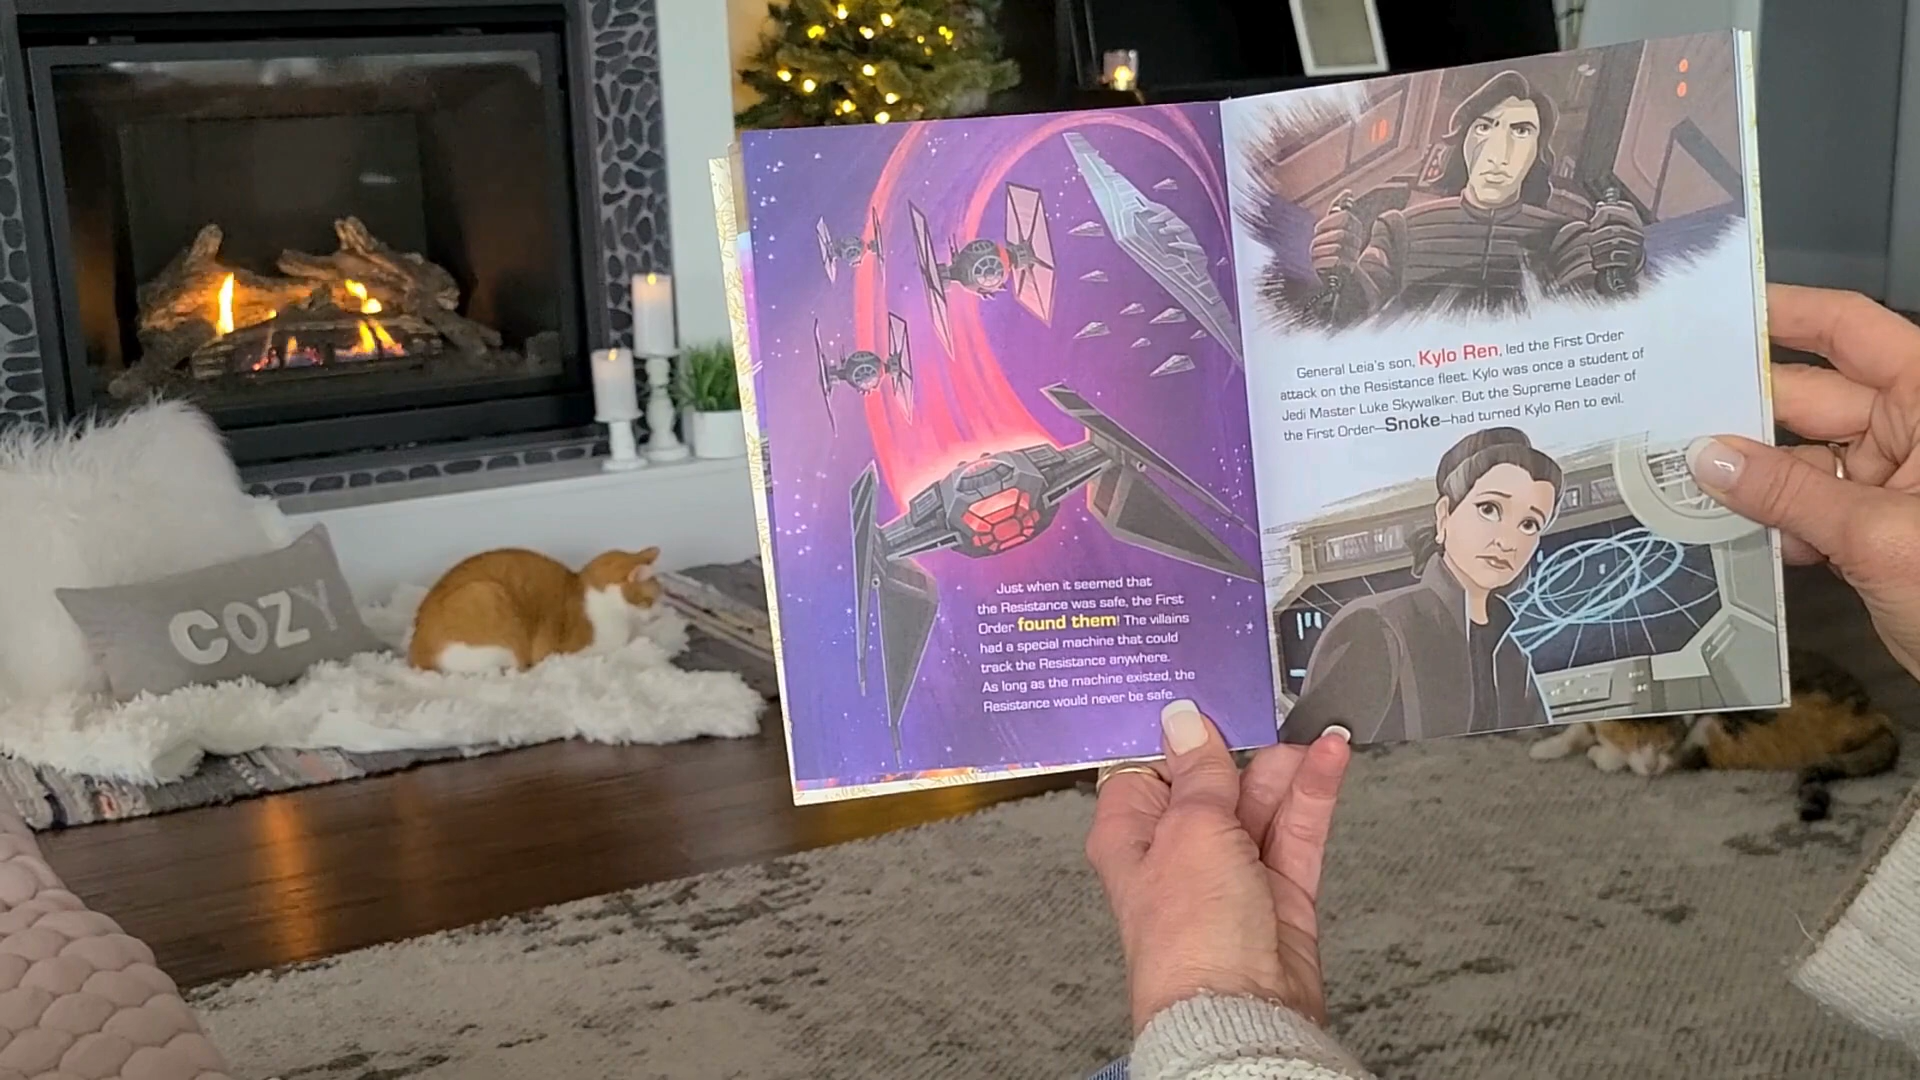 COZY
Just when it seemed that
the Resistance was safe, the First
Order found them! The villains
had a special machine that could
track the Resistance anywhere.
As long as the machine existed, the
Resistance would never be safe.
General Leia's son, Kylo Ren, led the First Order
attack on the Resistance fleet. Kylo was once a student of
Jedi Master Luke Skywalker. But the Supreme Leader of
the First Order—Snoke—had turned Kylo Ren to evil.